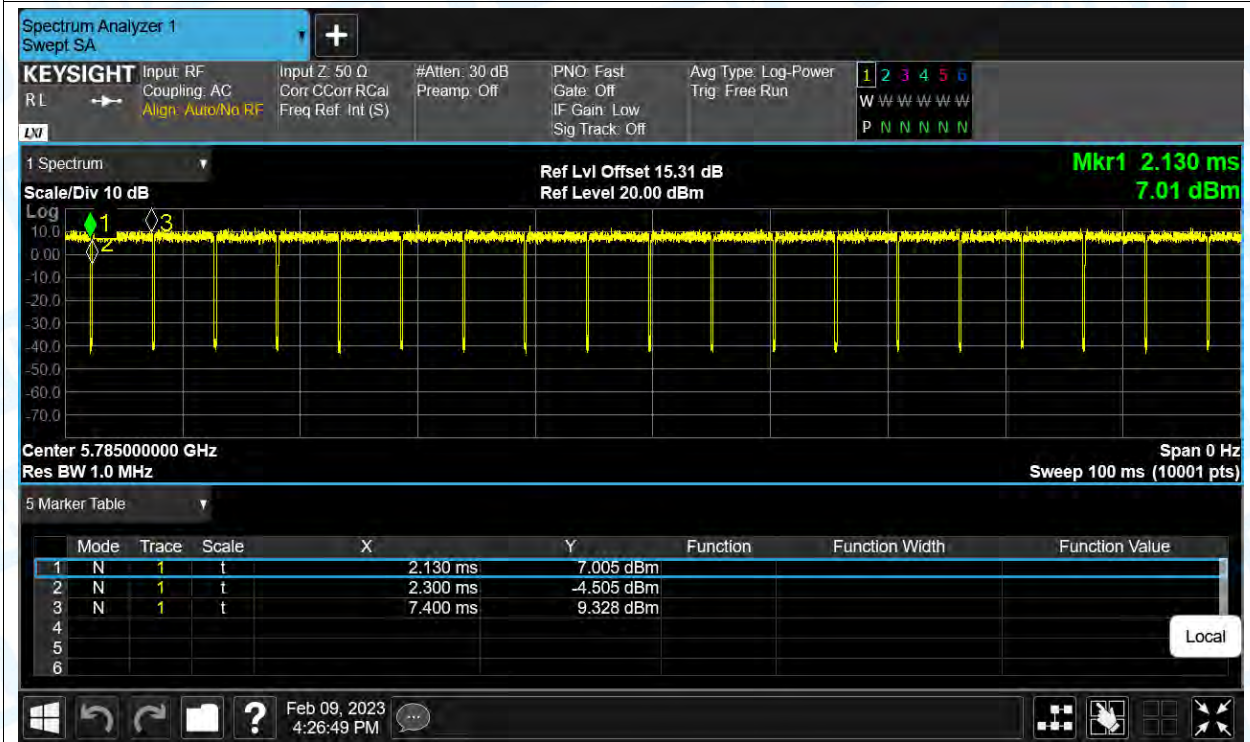 Spectrum Analyzer 1
Swept SA
KEYSIGHT Input: RF Input Z: 50 Ω #Atten: 30 dB PNO: Fast Avg Type: Log-Power 1 2 3 4 5 6
R L Coupling: AC Corr CCorr RCal Preamp: Off Gate: Off Trig: Free Run W W W W W W
Align: Auto/No RF Freq Ref: Int (S) IF Gain: Low
LXI Sig Track: Off P N N N N N
1 Spectrum Ref Lvl Offset 15.31 dB Mkr1 2.130 ms
Scale/Div 10 dB Ref Level 20.00 dBm 7.01 dBm
Log
1 3
10.0
2
0.00
-10.0
-20.0
-30.0
-40.0
-50.0
-60.0
-70.0
Center 5.785000000 GHz Span 0 Hz
Res BW 1.0 MHz Sweep 100 ms (10001 pts)
5 Marker Table
Mode Trace Scale X Y Function Function Width Function Value
1 N 1 t 2.130 ms 7.005 dBm
2 N 1 t 2.300 ms -4.505 dBm
3 N 1 t 7.400 ms 9.328 dBm
4
5
6
Local
? Feb 09, 2023
4:26:49 PM